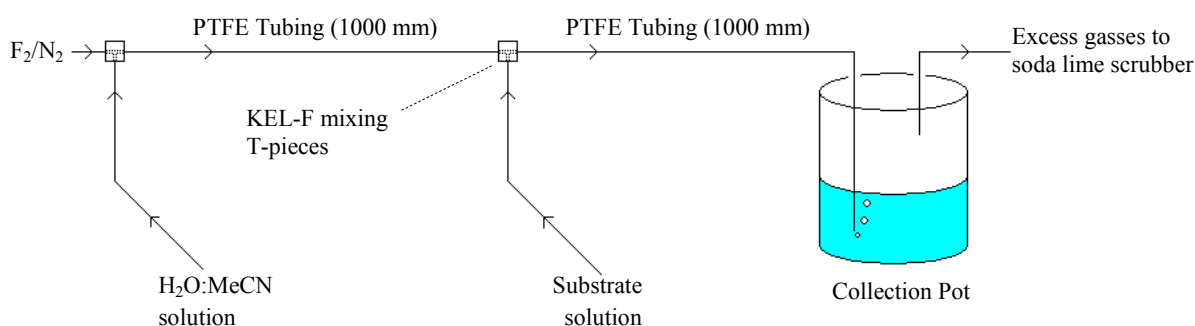 PTFE Tubing (1000 mm)
PTFE Tubing (1000 mm)
F₂/N₂
Excess gasses to
soda lime scrubber
KEL-F mixing
T-pieces
H₂O:MeCN
solution
Substrate
solution
Collection Pot